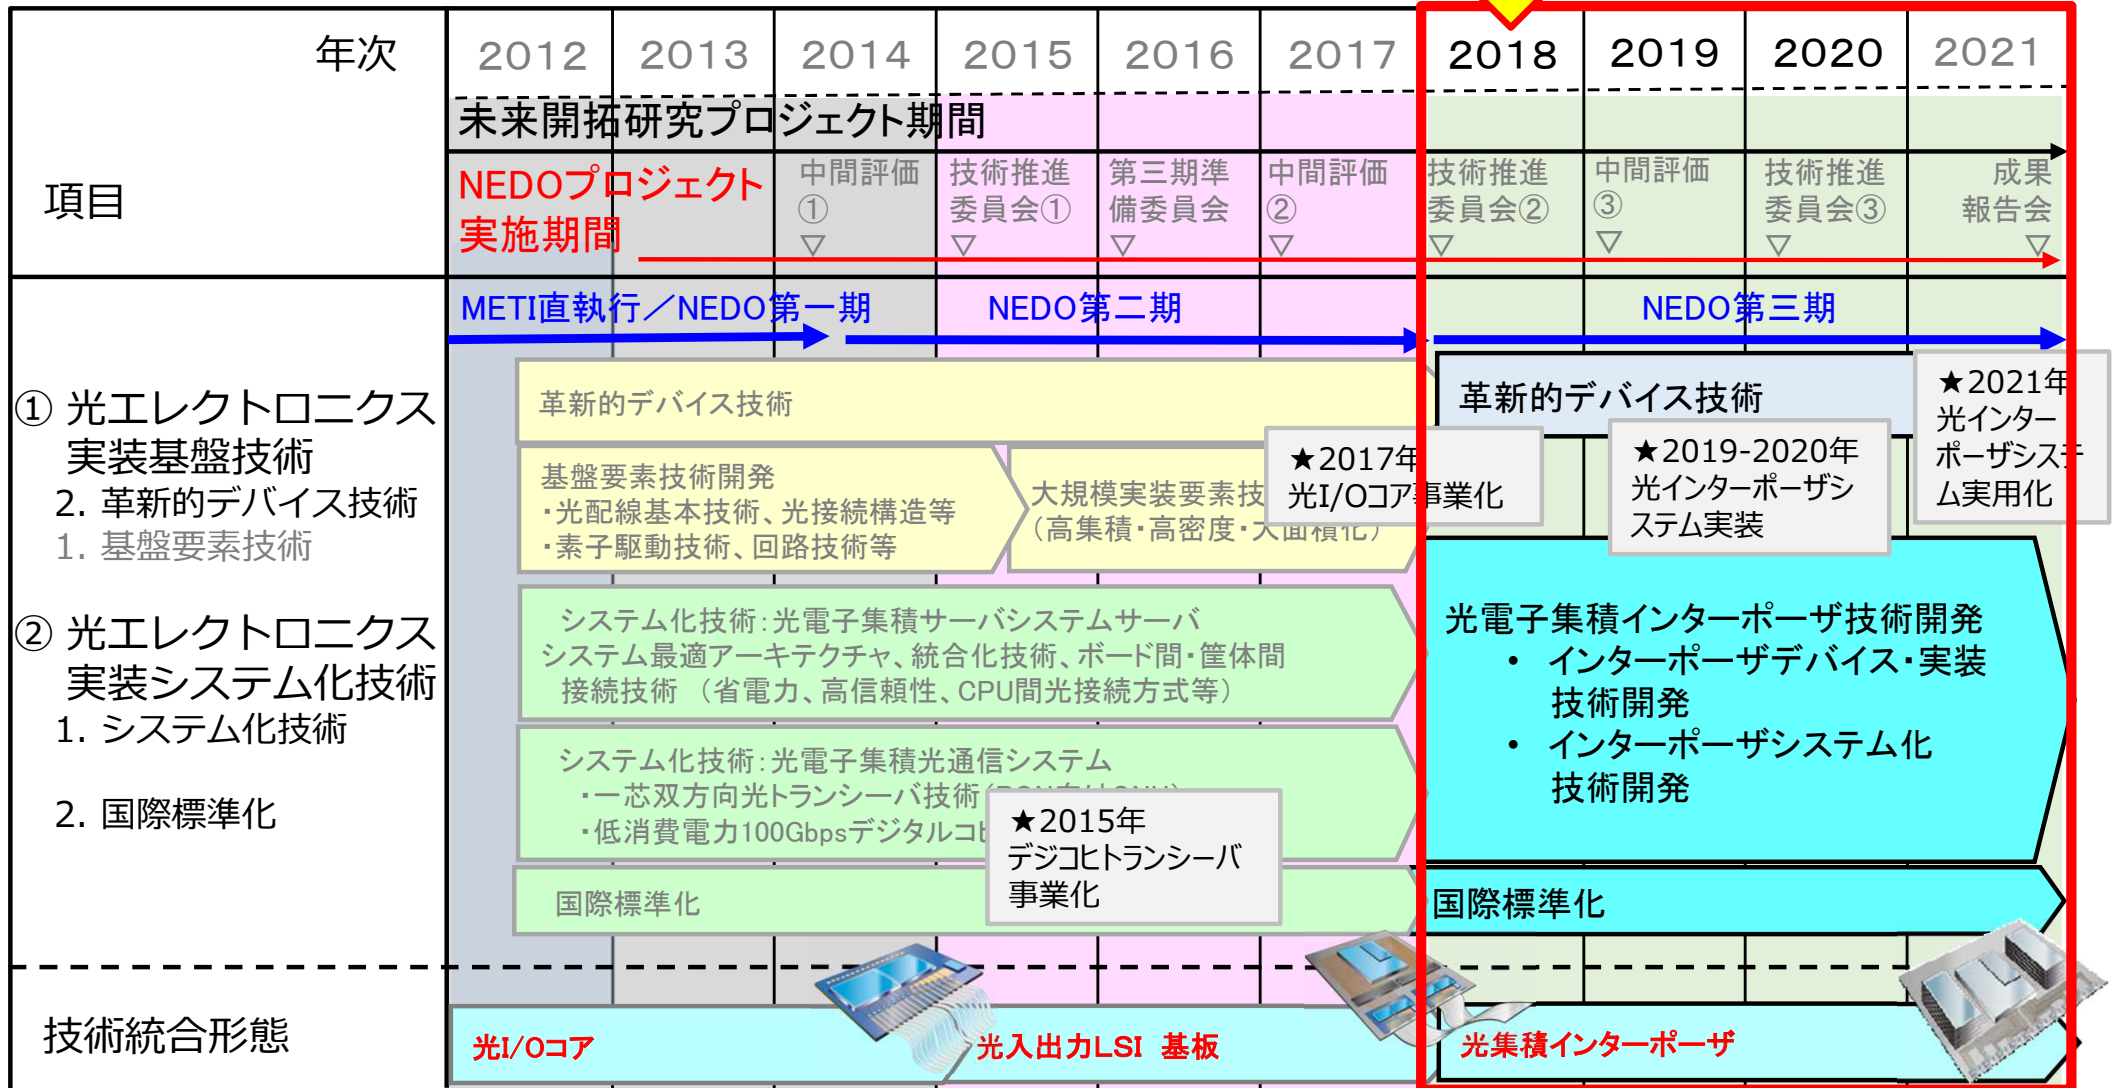 年次
2012 2013 2014 2015 2016 2017 2018 2019 2020 2021
未来開拓研究プロジェクト期間
項目
NEDOプロジェクト
実施期間
中間評価
①
▽
技術推進
委員会①
▽
第三期準
備委員会
▽
中間評価
②
▽
技術推進
委員会②
▽
中間評価
③
▽
技術推進
委員会③
▽
成果
報告会
▽
METI直執行／NEDO第一期
NEDO第二期
NEDO第三期
① 光エレクトロニクス
実装基盤技術
2. 革新的デバイス技術
1. 基盤要素技術
② 光エレクトロニクス
実装システム化技術
1. システム化技術
2. 国際標準化
革新的デバイス技術
革新的デバイス技術
★2021年
光インター
ポーザシステ
ム実用化
基盤要素技術開発
・光配線基本技術、光接続構造等
・素子駆動技術、回路技術等
大規模実装要素技
（高集積・高密度・大面積化）
★2017年
光I/Oコア事業化
★2019-2020年
光インターポーザシ
ステム実装
システム化技術：光電子集積サーバシステムサーバ
システム最適アーキテクチャ、統合化技術、ボード間・筐体間
接続技術 （省電力、高信頼性、CPU間光接続方式等）
光電子集積インターポーザ技術開発
• インターポーザデバイス・実装
技術開発
• インターポーザシステム化
技術開発
システム化技術：光電子集積光通信システム
・一芯双方向光トランシーバ技術（PON向けONU）
・低消費電力100Gbpsデジタルコヒ
★2015年
デジコヒトランシーバ
事業化
国際標準化
国際標準化
技術統合形態
光I/Oコア
光入出力LSI 基板
光集積インターポーザ